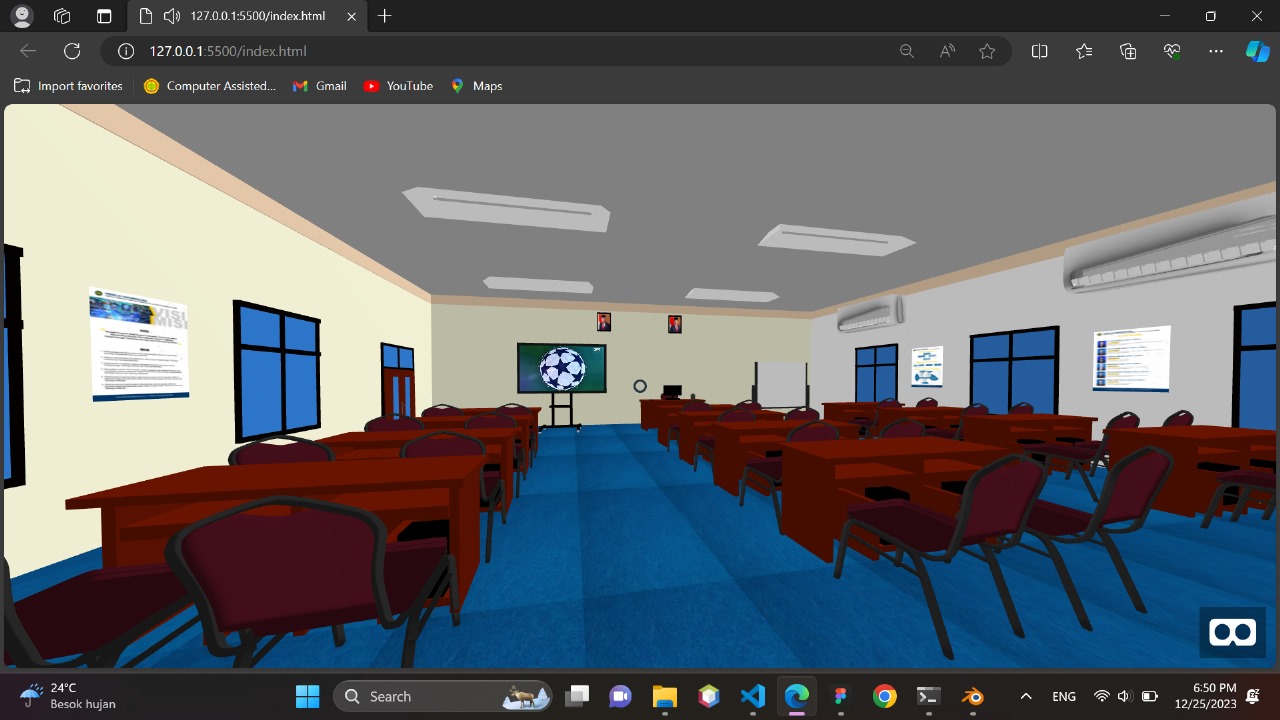 127.0.0.1:5500/index.html
127.0.0.1:5500/index.html
Import favorites
Computer Assisted...
Gmail
YouTube
Maps
VISI
MISI
24°C
Besok hujan
Search
ENG
6:50 PM
12/25/2023